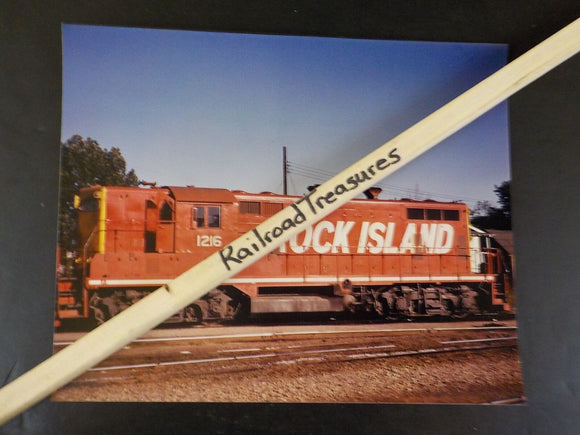 1216
Railroad Treasures
OCK ISLAND